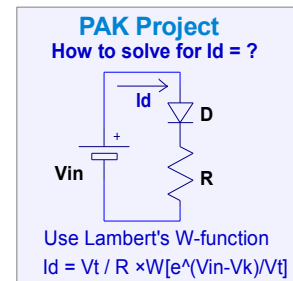 PAK Project
How to solve for Id = ?
Id
D
+
Vin
R
Use Lambert's W-function
Id = Vt / R ×W[e^(Vin-Vk)/Vt]